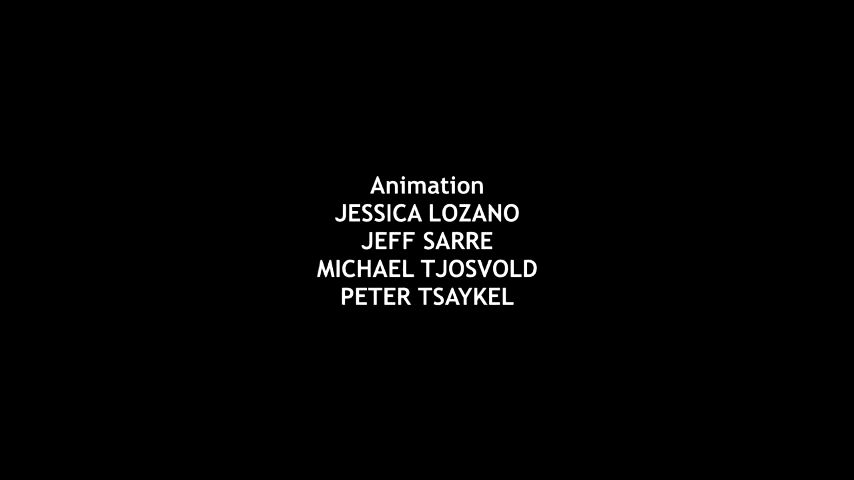 Animation
JESSICA LOZANO
JEFF SARRE
MICHAEL TJOSVOLD
PETER TSAYKEL